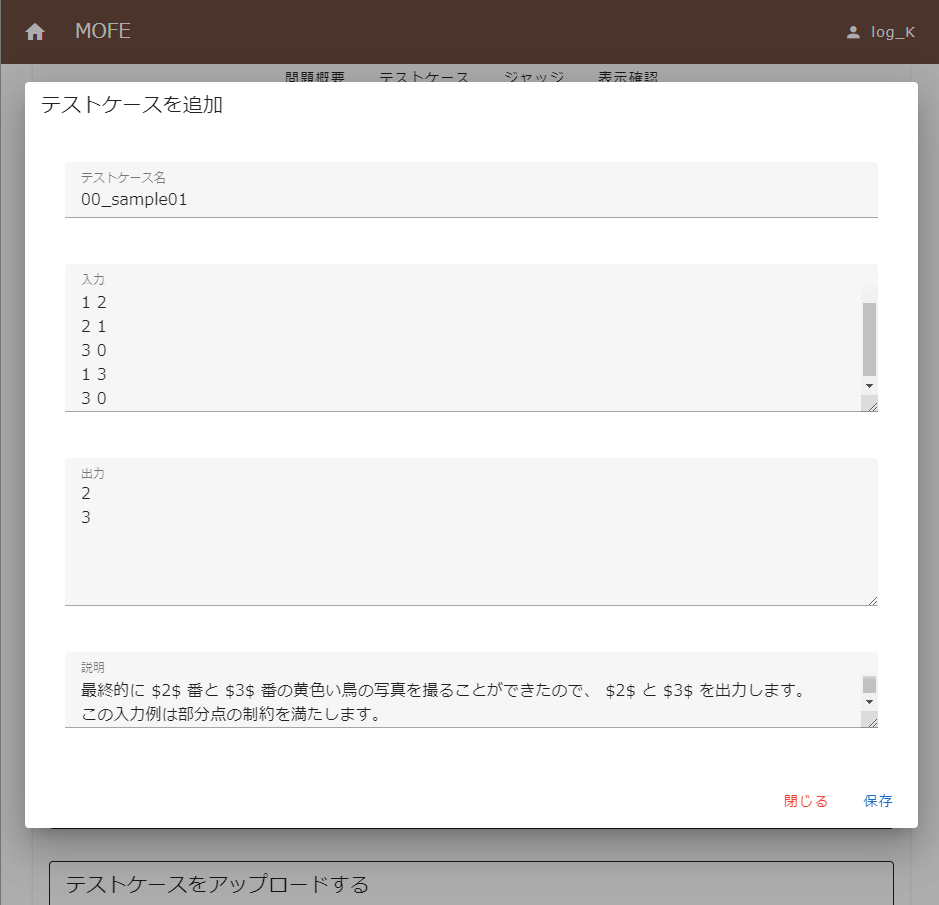 MOFE
log_K
問題概要 テストケース ジャッジ 表示確認
テストケースを追加
テストケース名
00_sample01
入力
1 2
2 1
3 0
1 3
3 0
出力
2
3
説明
最終的に $2$ 番と $3$ 番の黄色い鳥の写真を撮ることができたので、 $2$ と $3$ を出力します。
この入力例は部分点の制約を満たします。
閉じる 保存
テストケースをアップロードする